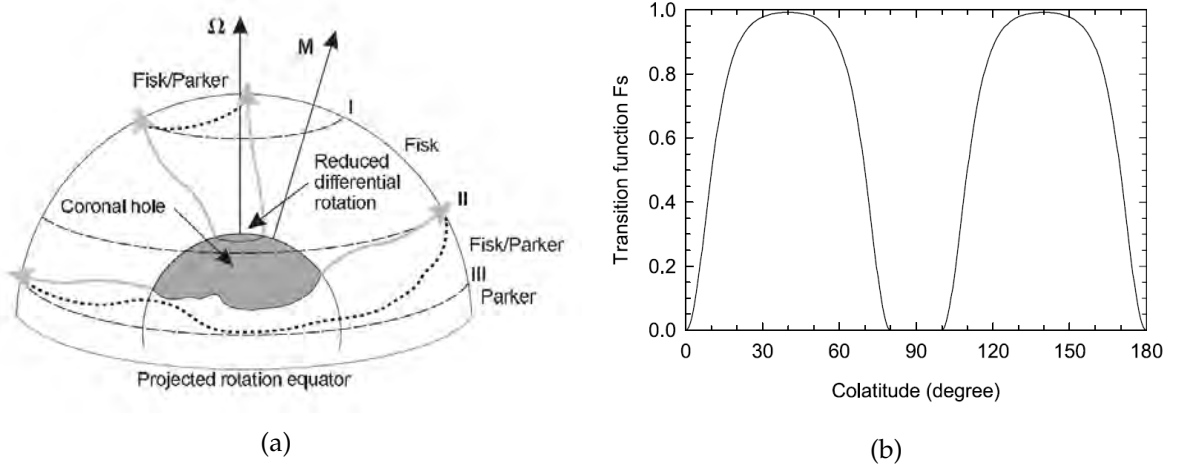 Ω
M
Fisk/Parker
I
Fisk
Reduced
differential
rotation
Coronal hole
II
Fisk/Parker
III
Parker
Projected rotation equator
(a)
Transition function Fs
1.0
0.8
0.6
0.4
0.2
0.0
0 30 60 90 120 150 180
Colatitude (degree)
(b)